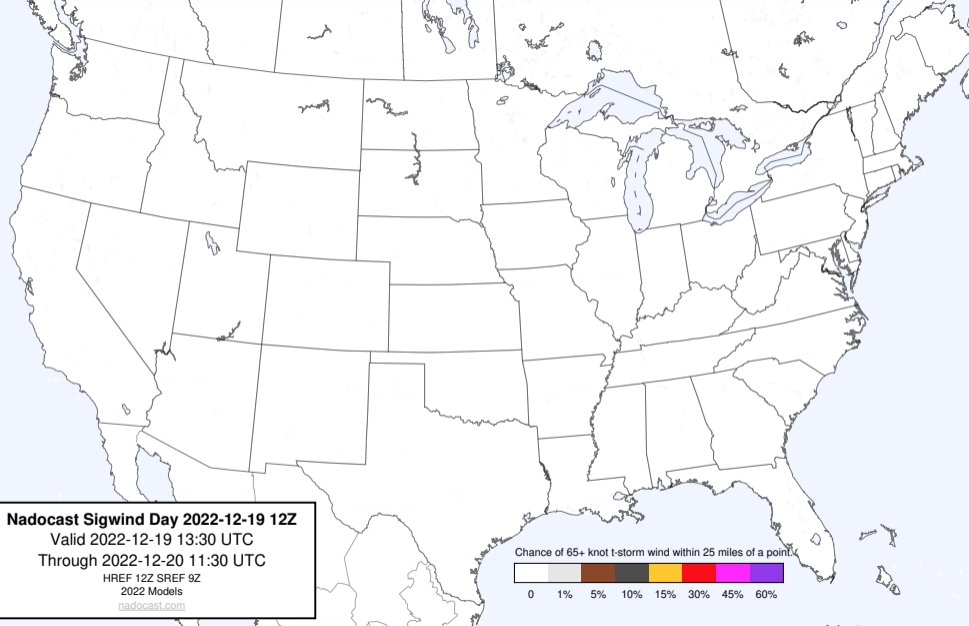 Nadocast Sigwind Day 2022-12-19 12Z
Valid 2022-12-19 13:30 UTC
Through 2022-12-20 11:30 UTC
HREF 12Z SREF 9Z
2022 Models
nadocast.com
Chance of 65+ knot t-storm wind within 25 miles of a point.
0 1% 5% 10% 15% 30% 45% 60%